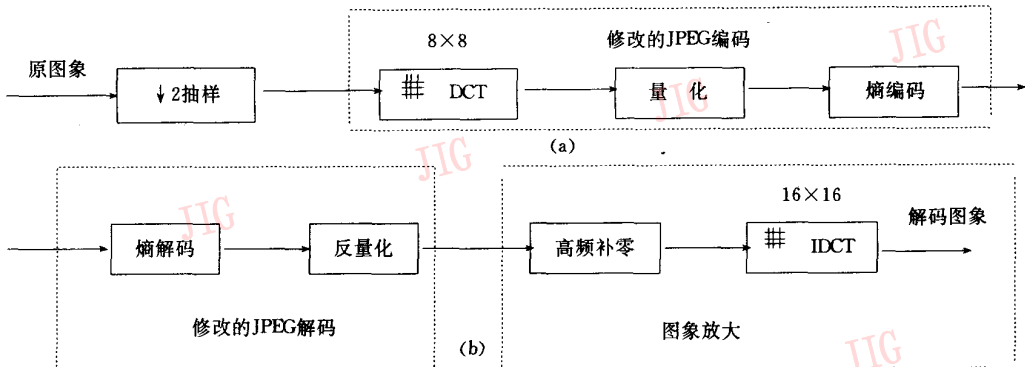 8×8
修改的JPEG编码
原图象
↓2抽样
DCT
量 化
熵编码
(a)
16×16
解码图象
熵解码
反量化
高频补零
IDCT
修改的JPEG解码
图象放大
(b)
JIG
JIG
JIG
JIG
JIG